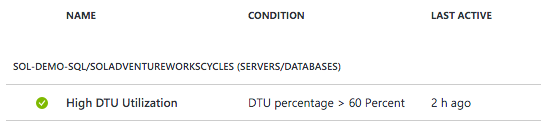 NAME CONDITION LAST ACTIVE
SOL-DEMO-SQL/SOLADVENTUREWORKSCYCLES (SERVERS/DATABASES)
High DTU Utilization DTU percentage > 60 Percent 2 h ago